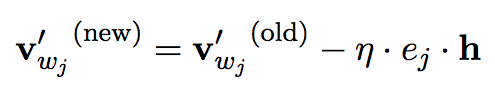 𝐯′_{w_j}^{(new)} = 𝐯′_{w_j}^{(old)} − η · e_j · 𝐡